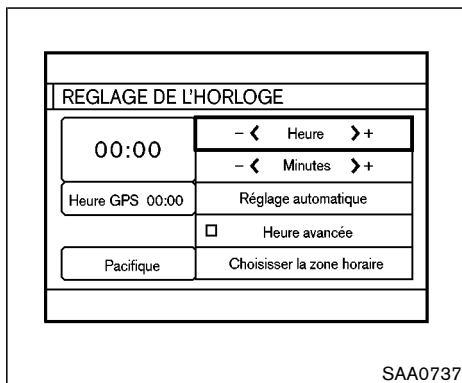 REGLAGE DE L'HORLOGE
00:00
- < Heure > +
- < Minutes > +
Heure GPS 00:00
Réglage automatique
Heure avancée
Pacifique
Choisisser la zone horaire
SAA0737